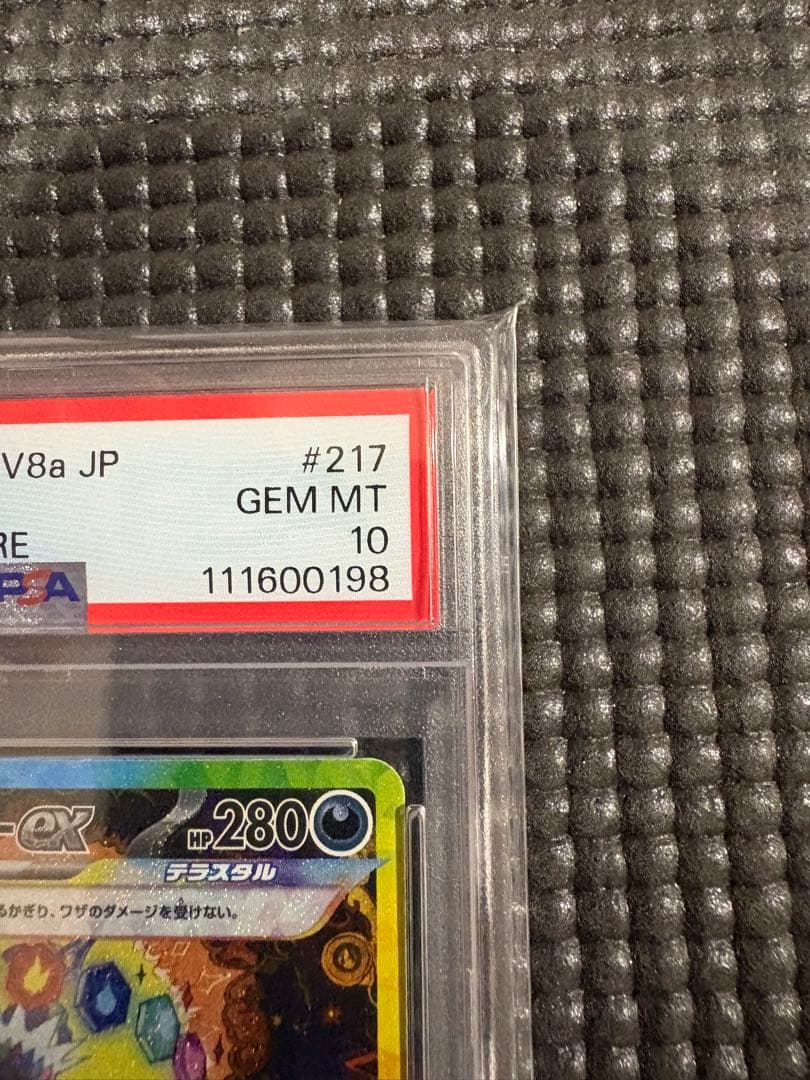 V8a JP #217
GEM MT
RE 10
PSA 111600198
ex HP280
テラスタル
るかぎり、ワザのダメージを受けない。